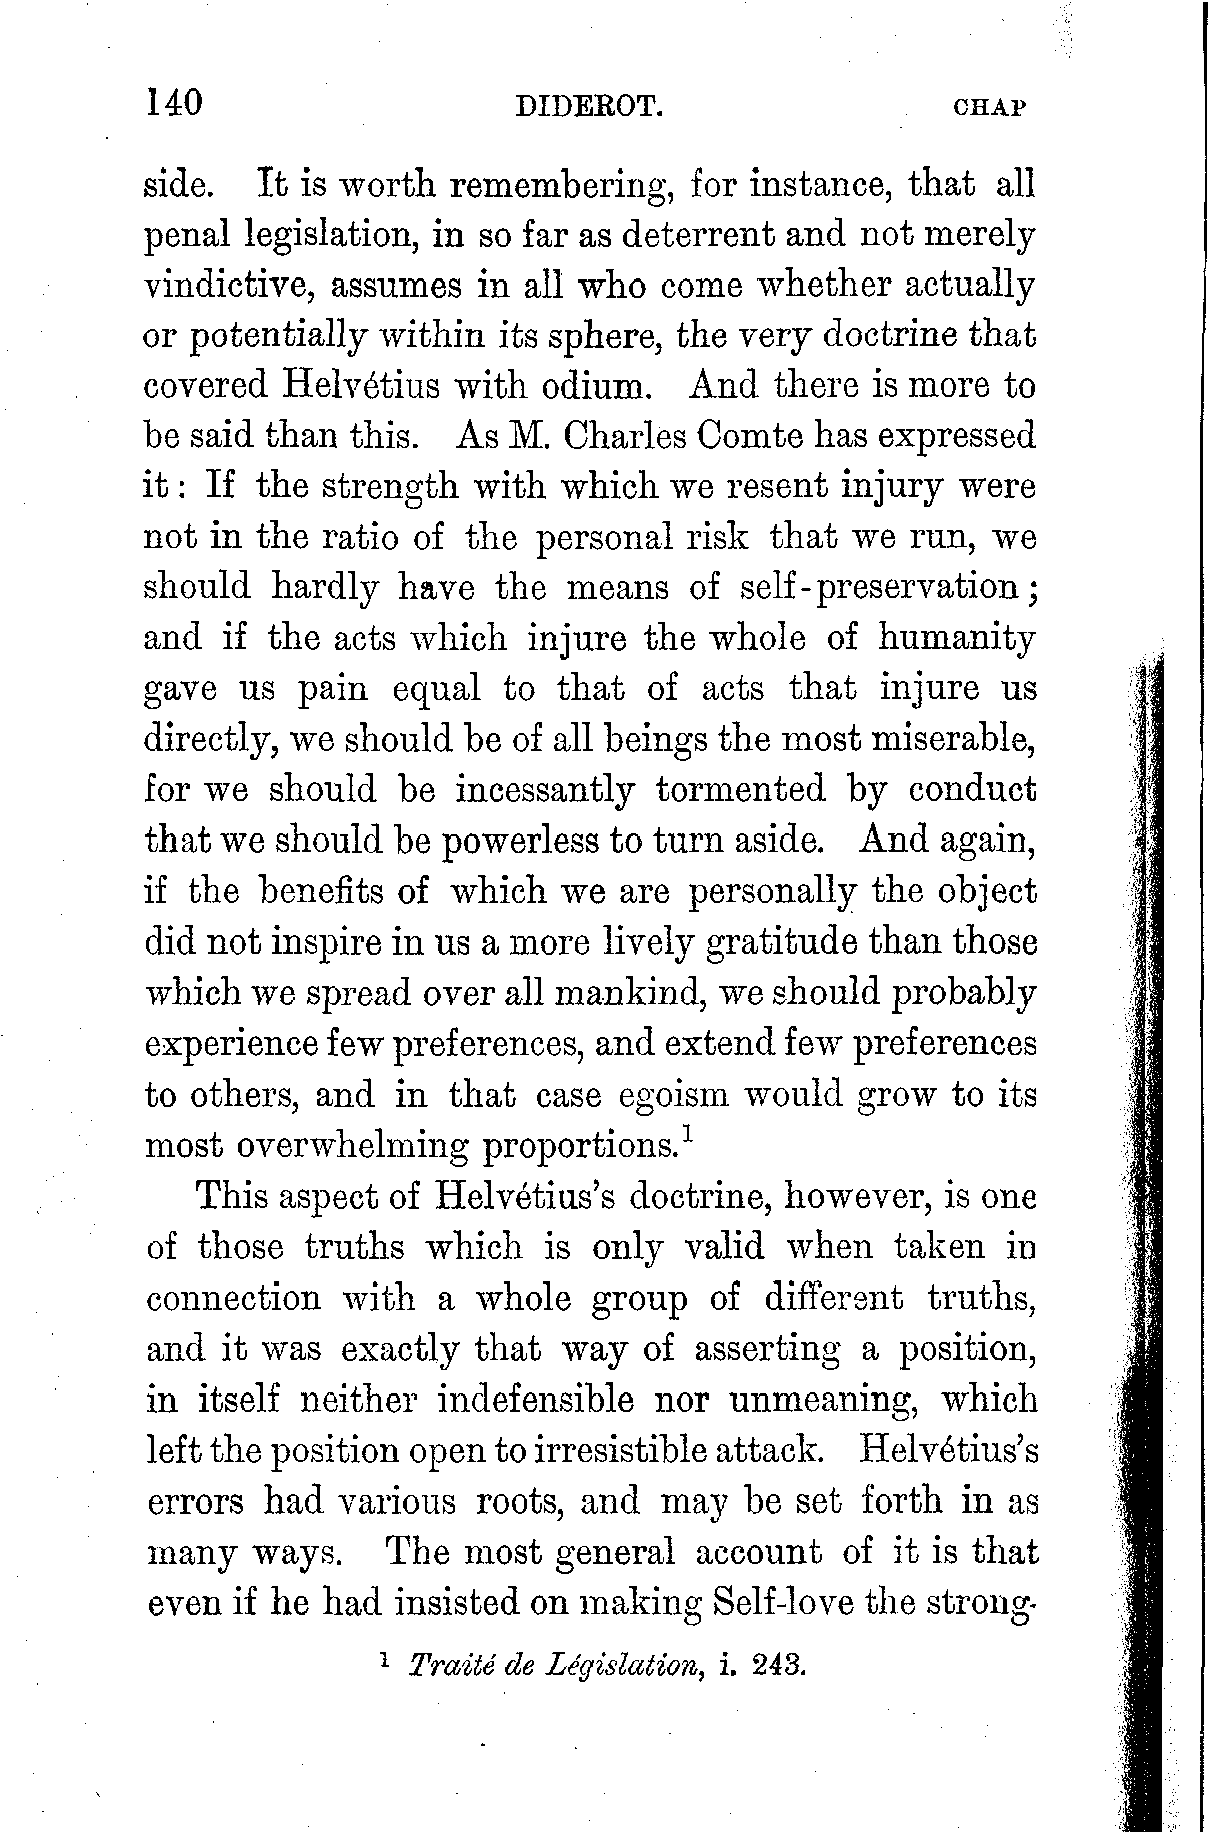 140 DIDEROT. CHAP
side. It is worth remembering, for instance, that all
penal legislation, in so far as deterrent and not merely
vindictive, assumes in all who come whether actually
or potentially within its sphere, the very doctrine that
covered Helvétius with odium. And there is more to
be said than this. As M. Charles Comte has expressed
it: If the strength with which we resent injury were
not in the ratio of the personal risk that we run, we
should hardly have the means of self-preservation;
and if the acts which injure the whole of humanity
gave us pain equal to that of acts that injure us
directly, we should be of all beings the most miserable,
for we should be incessantly tormented by conduct
that we should be powerless to turn aside. And again,
if the benefits of which we are personally the object
did not inspire in us a more lively gratitude than those
which we spread over all mankind, we should probably
experience few preferences, and extend few preferences
to others, and in that case egoism would grow to its
most overwhelming proportions.¹
This aspect of Helvétius's doctrine, however, is one
of those truths which is only valid when taken in
connection with a whole group of different truths,
and it was exactly that way of asserting a position,
in itself neither indefensible nor unmeaning, which
left the position open to irresistible attack. Helvétius's
errors had various roots, and may be set forth in as
many ways. The most general account of it is that
even if he had insisted on making Self-love the strong-
¹ Traité de Législation, i. 243.